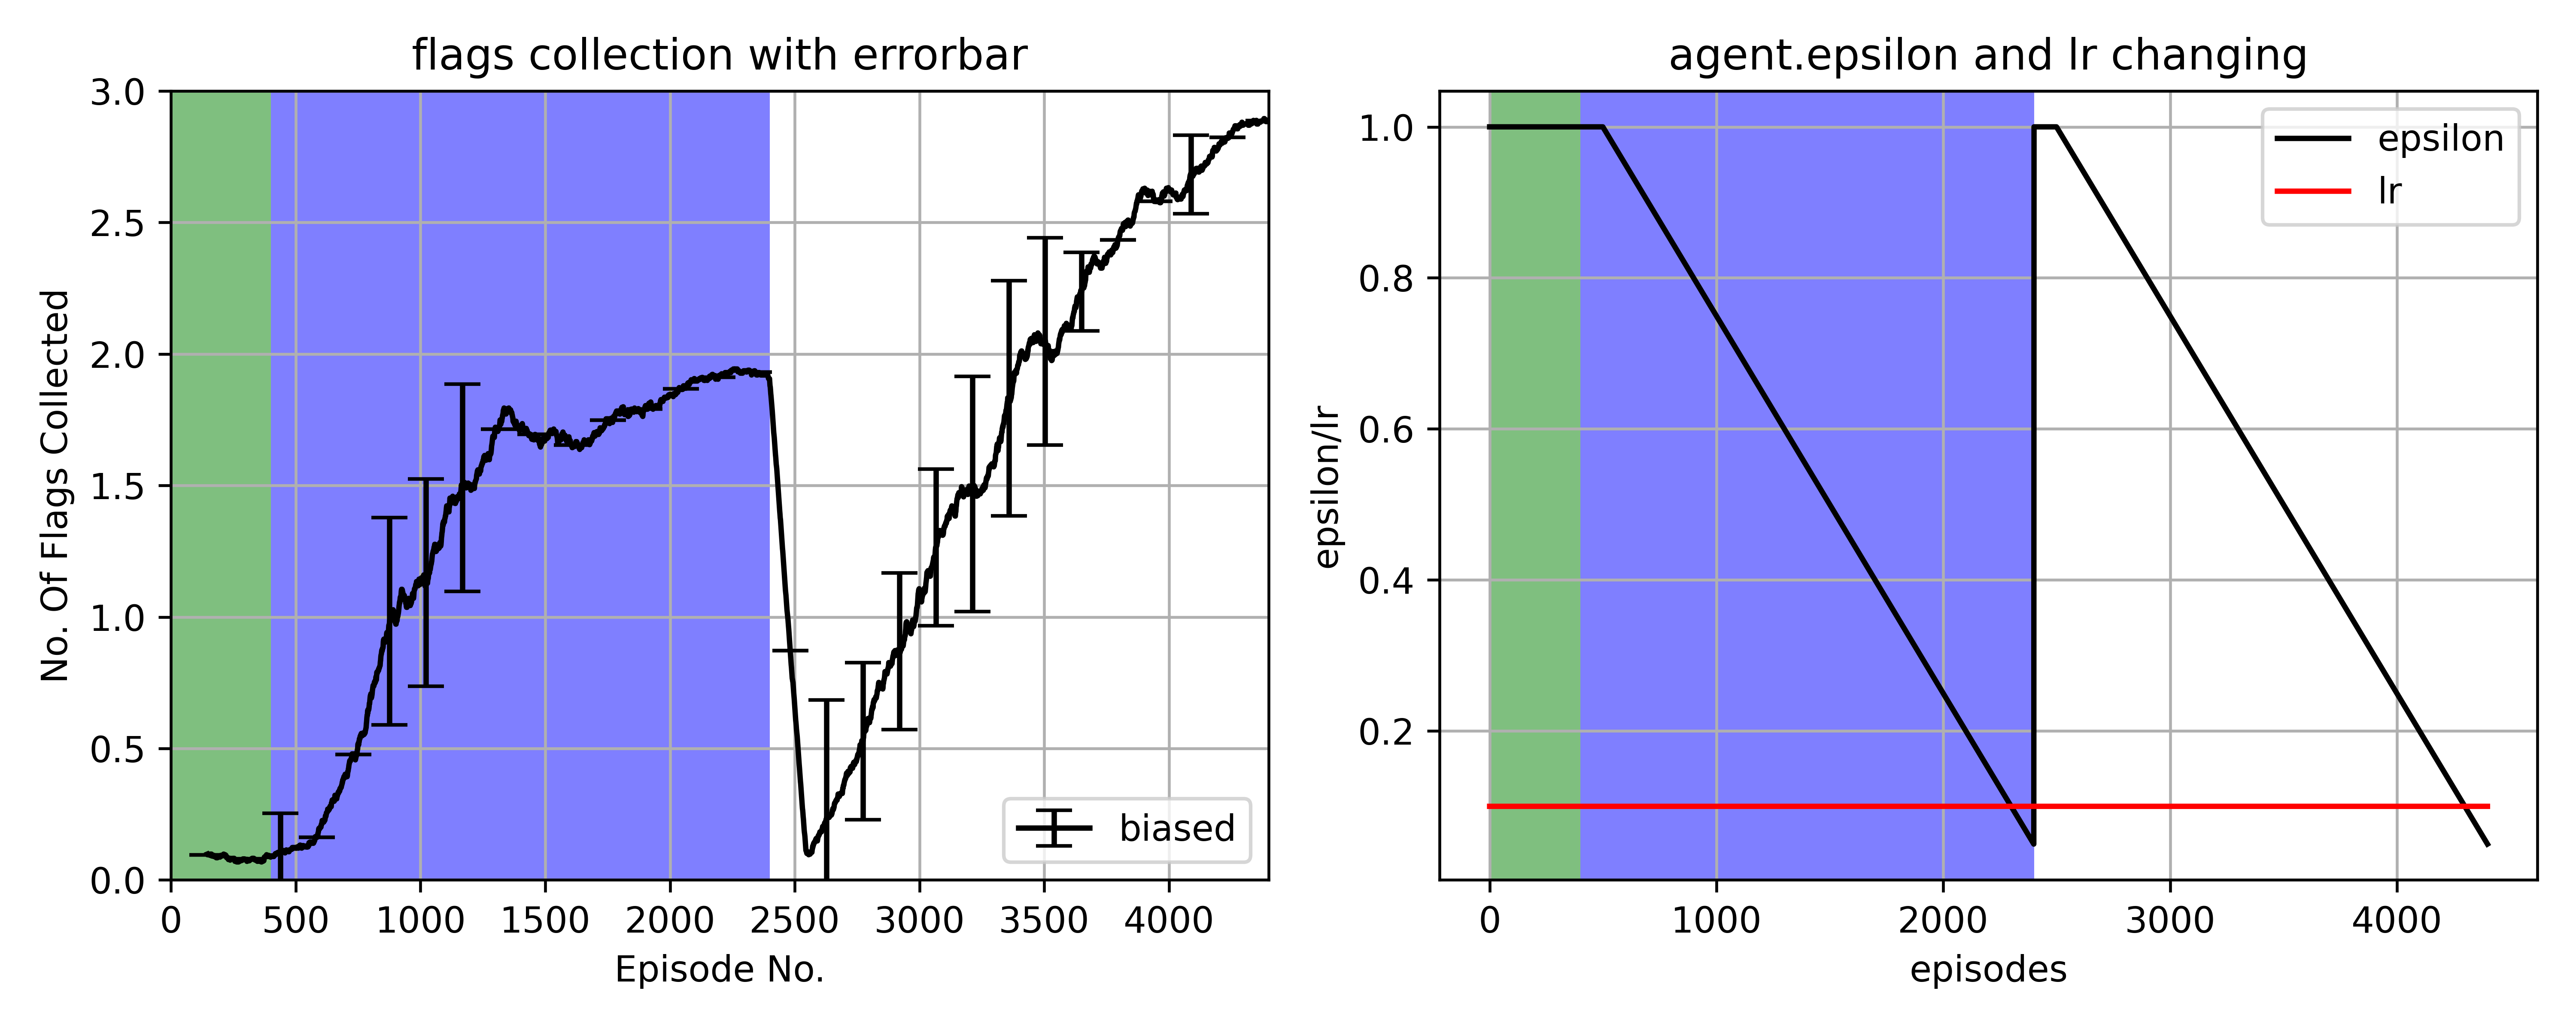 flags collection with errorbar
3.0
2.5
2.0
1.5
1.0
0.5
0.0
No. Of Flags Collected
0 500 1000 1500 2000 2500 3000 3500 4000
Episode No.
biased
agent.epsilon and lr changing
1.0
0.8
0.6
0.4
0.2
epsilon/lr
0 1000 2000 3000 4000
episodes
epsilon
lr